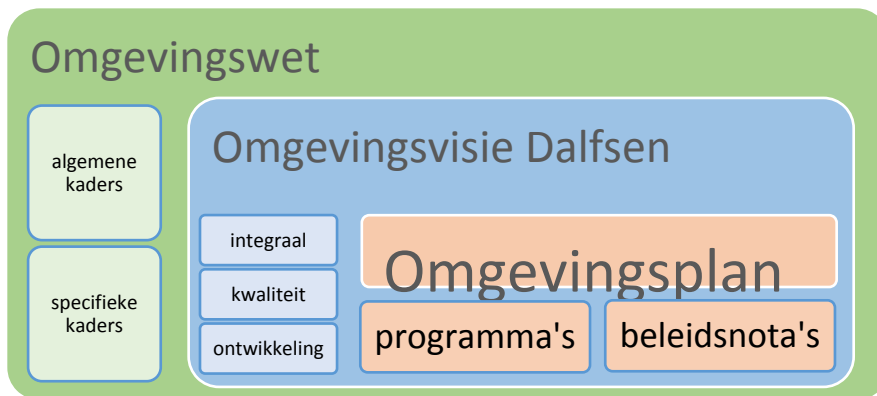 Omgevingswet
algemene
kaders
specifieke
kaders
Omgevingsvisie Dalfsen
integraal
kwaliteit
ontwikkeling
Omgevingsplan
programma's
beleidsnota's